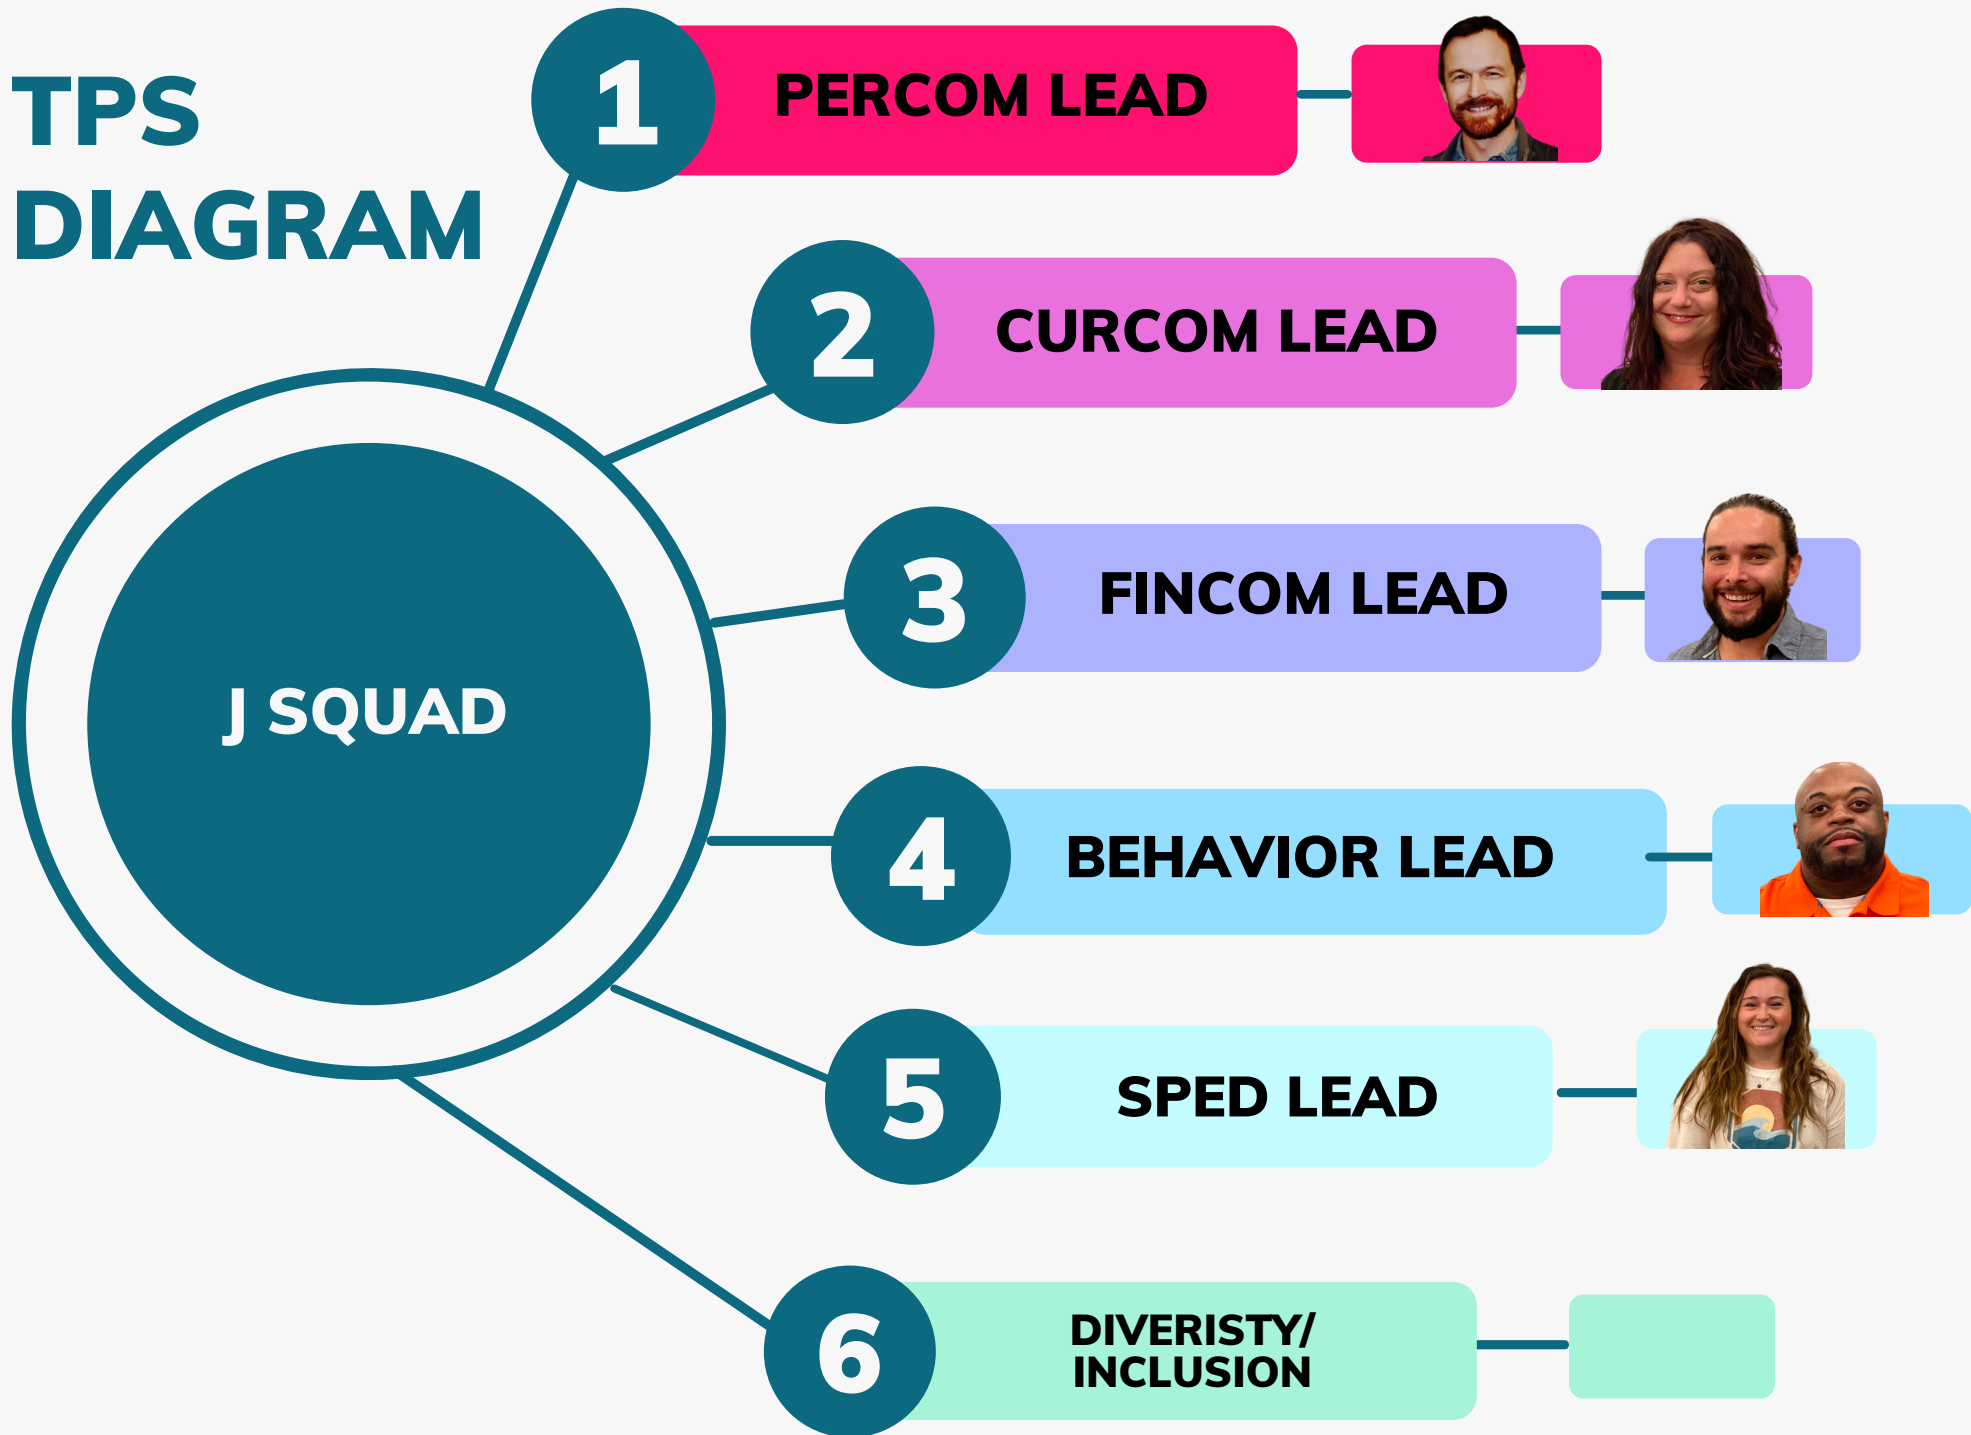 TPS
DIAGRAM
1
PERCOM LEAD
2
CURCOM LEAD
3
FINCOM LEAD
J SQUAD
4
BEHAVIOR LEAD
5
SPED LEAD
6
DIVERISTY/
INCLUSION